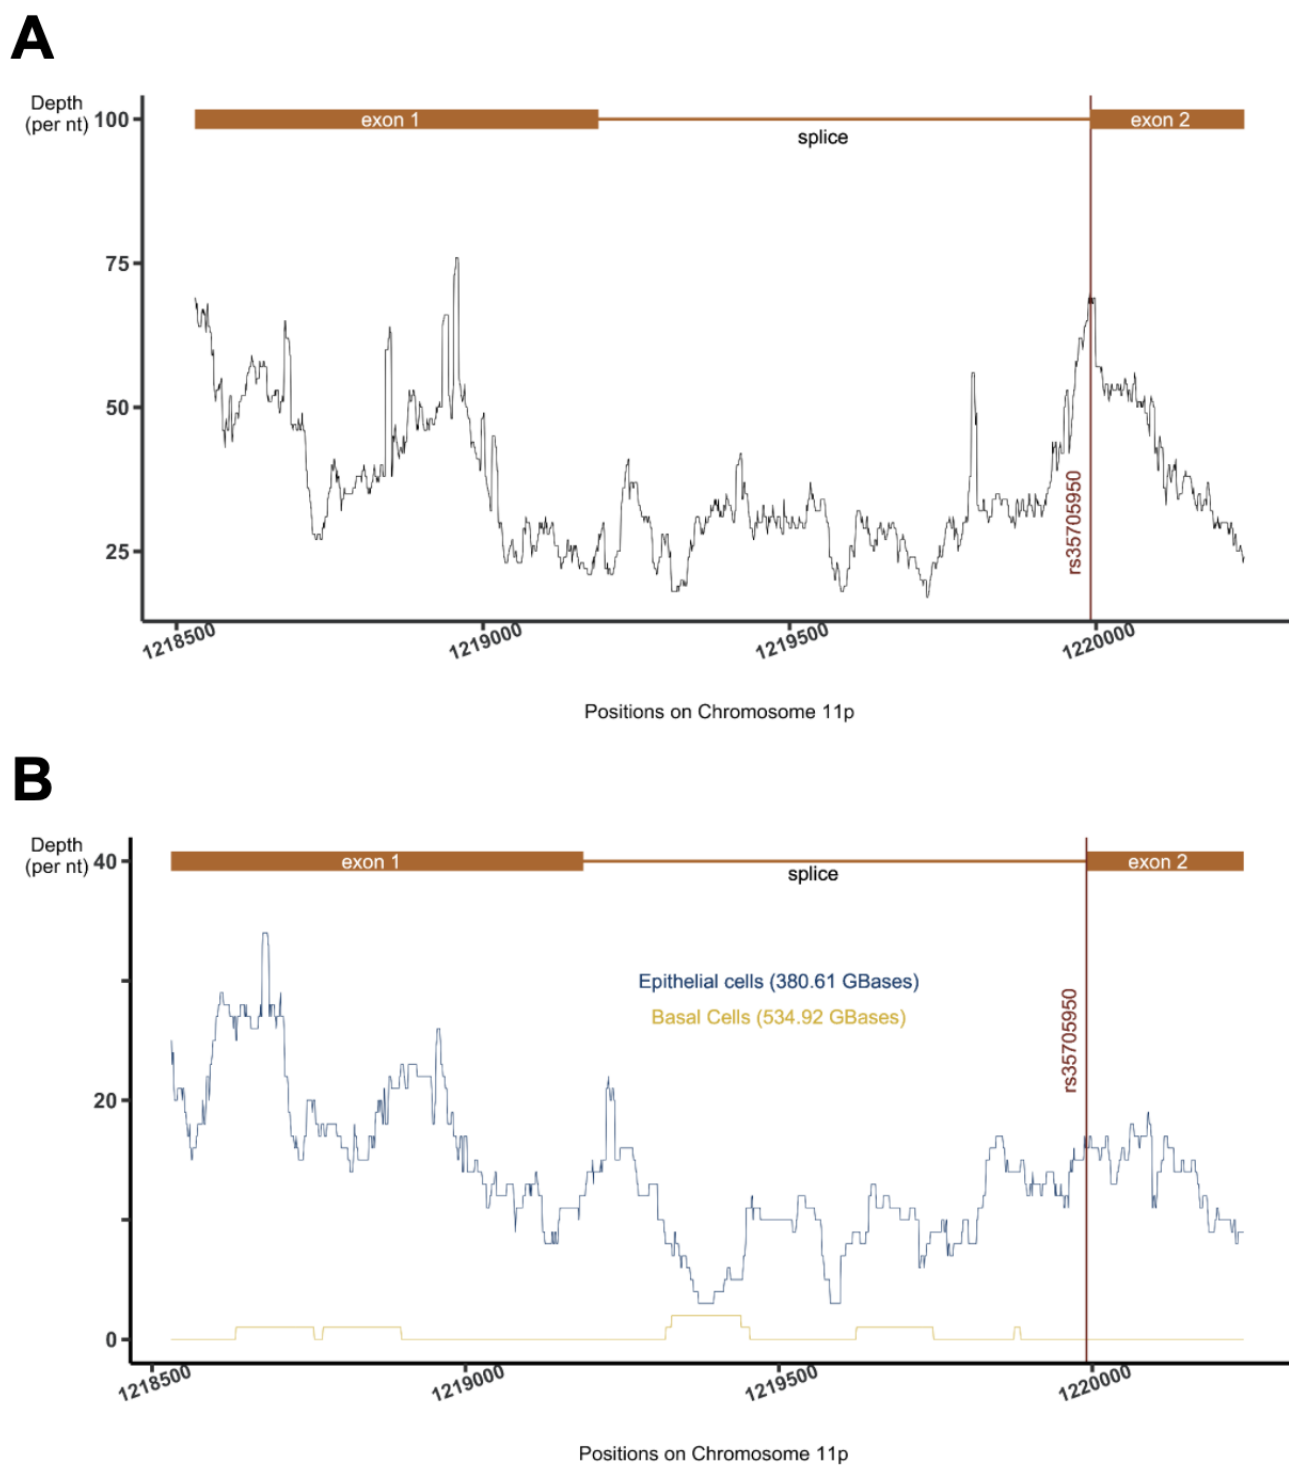 A
Depth
(per nt)
100
exon 1
exon 2
splice
75
50
25
rs35705950
1218500
1219000
1219500
1220000
Positions on Chromosome 11p
B
Depth
(per nt)
40
exon 1
exon 2
splice
Epithelial cells (380.61 GBases)
Basal Cells (534.92 GBases)
rs35705950
20
0
1218500
1219000
1219500
1220000
Positions on Chromosome 11p